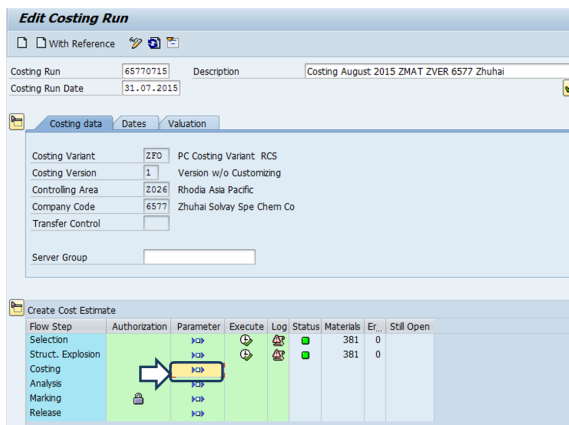 Edit Costing Run
With Reference
Costing Run 65770715 Description Costing August 2015 ZMAT ZVER 6577 Zhuhai
Costing Run Date 31.07.2015
Costing data Dates Valuation
Costing Variant ZFO PC Costing Variant RCS
Costing Version 1 Version w/o Customizing
Controlling Area Z026 Rhodia Asia Pacific
Company Code 6577 Zhuhai Solvay Spe Chem Co
Transfer Control
Server Group
Create Cost Estimate
Flow Step Authorization Parameter Execute Log Status Materials Er... Still Open
Selection 381 0
Struct. Explosion 381 0
Costing
Analysis
Marking
Release